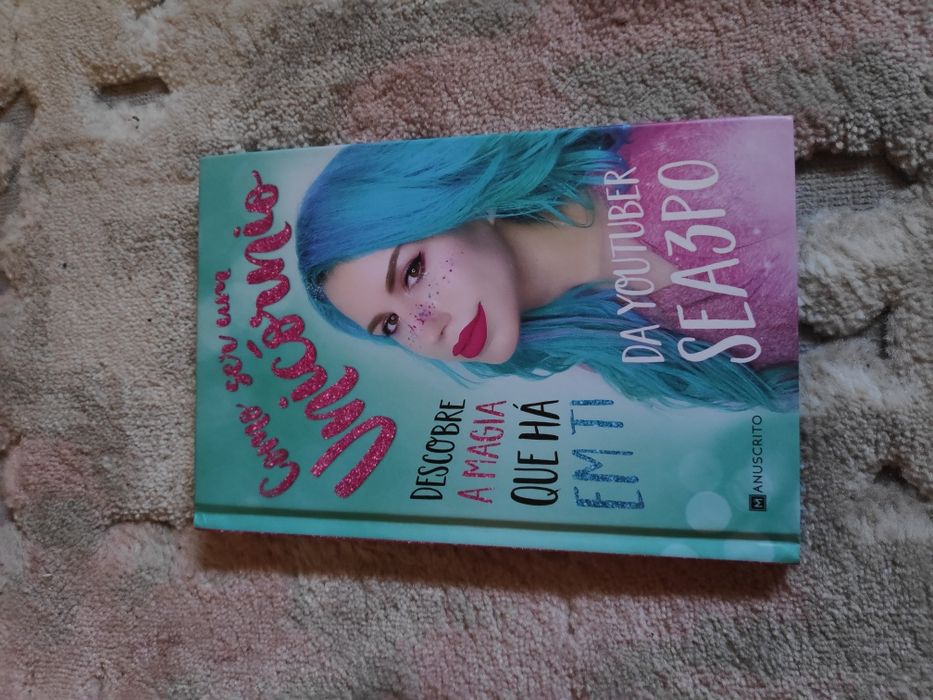 Como ser um
Unicórnio
DESCOBRE
A MAGIA
QUE HÁ
EM TI
DA YOUTUBER
SEA3PO
MANUSCRITO